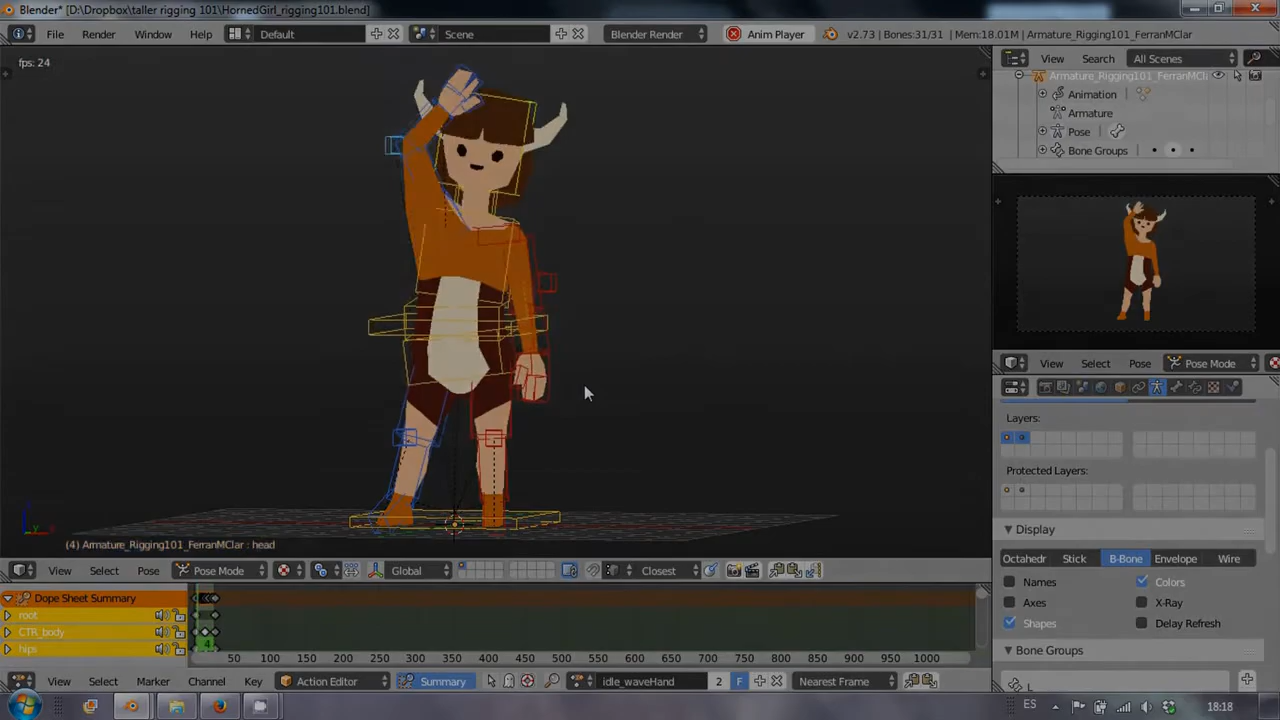 Blender* [D:\Dropbox\taller rigging 101\HornedGirl_rigging101.blend]
File Render Window Help Default Scene Blender Render Anim Player v2.73 | Bones:31/31 | Mem:18.01M | Armature_Rigging101_FerranMClar
fps: 24
View Search All Scenes
Armature_Rigging101_FerranMCla
Animation
Armature
Pose
Bone Groups
View Select Pose Pose Mode
Layers:
Protected Layers:
Display
Octahedr Stick B-Bone Envelope Wire
Names Colors
Axes X-Ray
Shapes Delay Refresh
Bone Groups
L
(4) Armature_Rigging101_FerranMClar : head
View Select Pose Pose Mode Global Closest
Dope Sheet Summary
root
CTR_body
hips
4
50 100 150 200 250 300 350 400 450 500 550 600 650 700 750 800 850 900 950 1000
View Select Marker Channel Key Action Editor Summary idle_waveHand 2 F Nearest Frame
ES 18:18